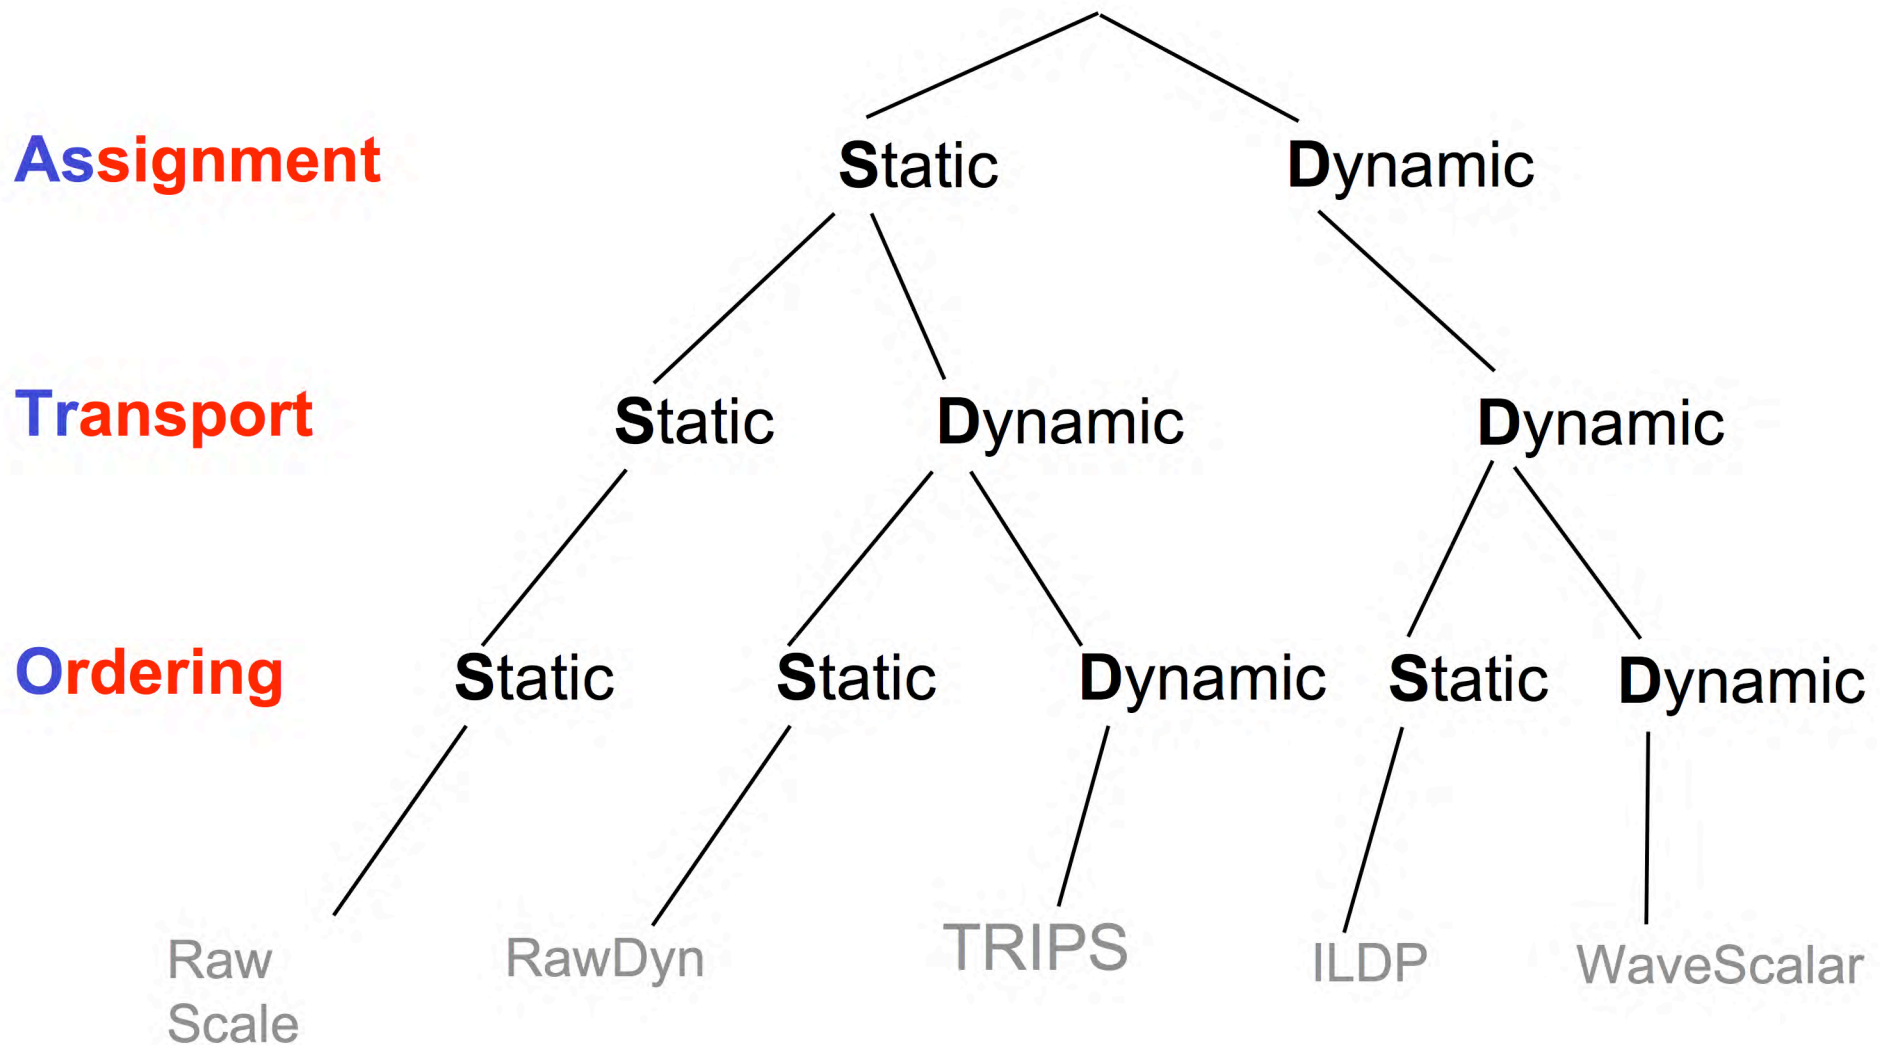 Assignment Static Dynamic
Transport Static Dynamic Dynamic
Ordering Static Static Dynamic Static Dynamic
Raw RawDyn TRIPS ILDP WaveScalar
Scale